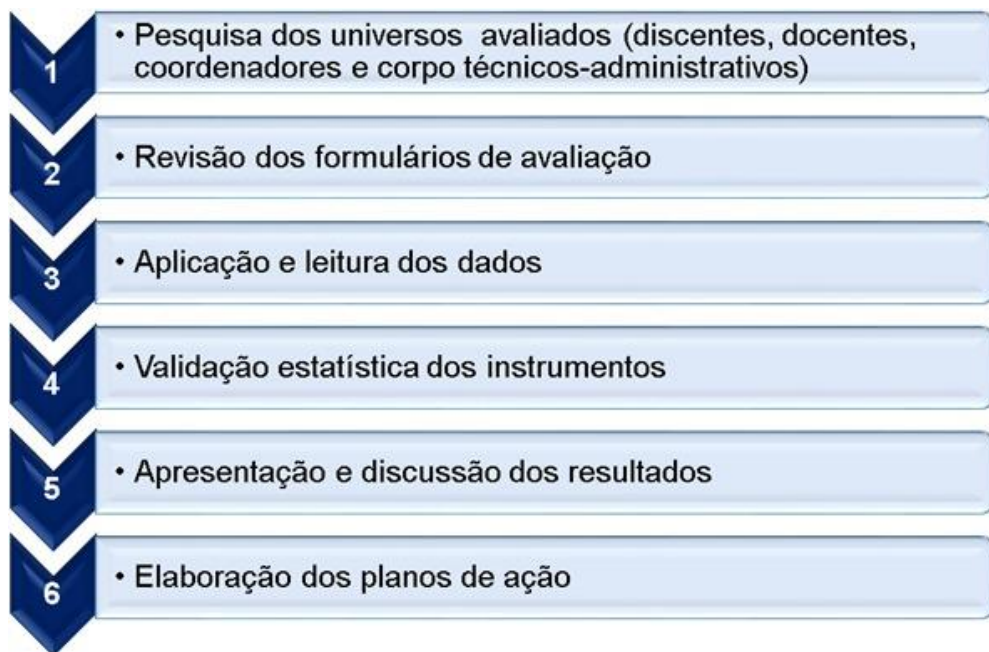 1
• Pesquisa dos universos avaliados (discentes, docentes,
coordenadores e corpo técnicos-administrativos)
2
• Revisão dos formulários de avaliação
3
• Aplicação e leitura dos dados
4
• Validação estatística dos instrumentos
5
• Apresentação e discussão dos resultados
6
• Elaboração dos planos de ação